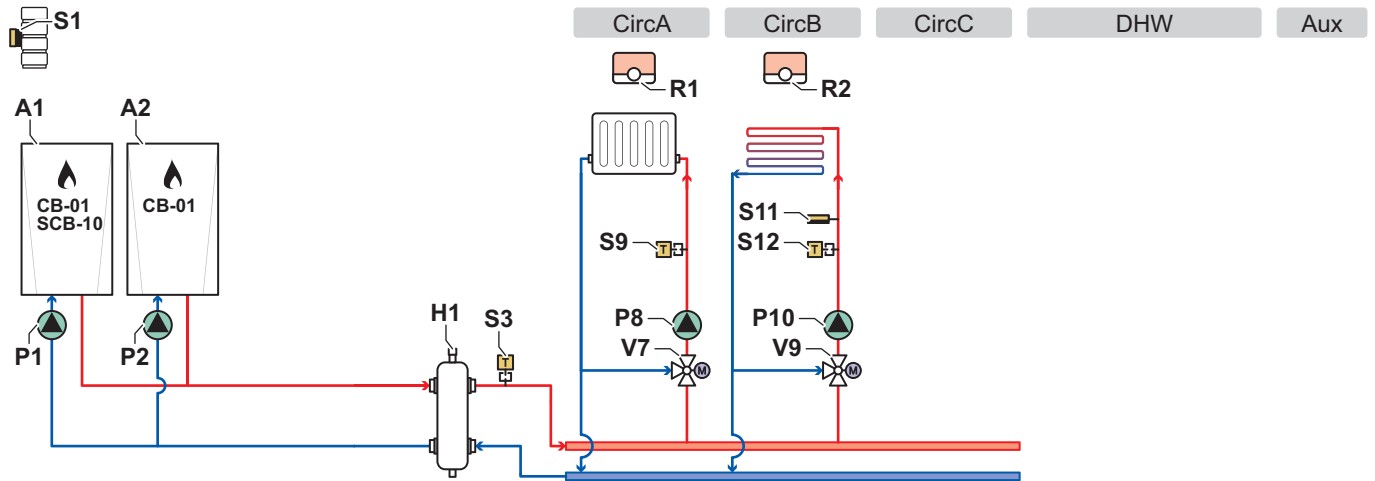 S1
CircA
CircB
CircC
DHW
Aux
R1
R2
A1
A2
CB-01
SCB-10
CB-01
S11
S9
T
S12
T
H1
S3
P8
P10
P1
P2
T
V7
V9
M
M